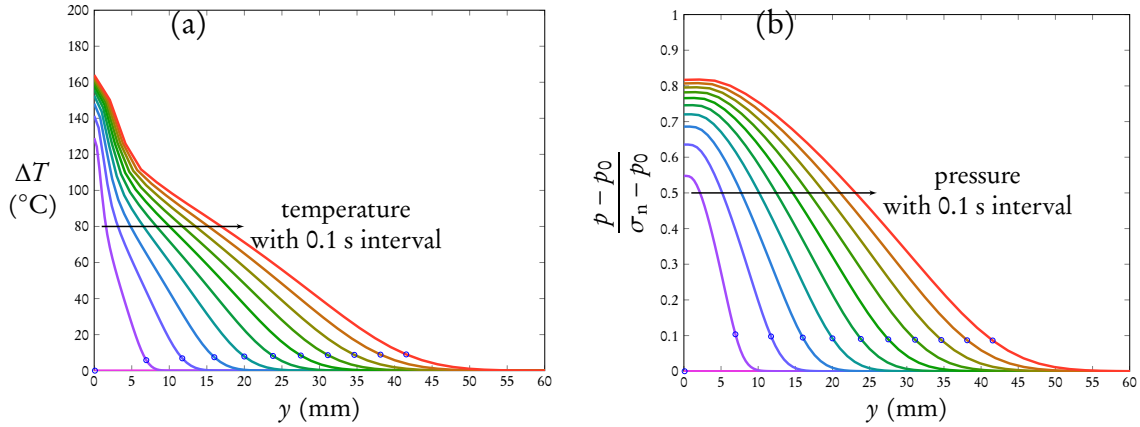 (a)
200
180
160
140
120
100
80
60
40
20
0
ΔT
(°C)
temperature
with 0.1 s interval
0 5 10 15 20 25 30 35 40 45 50 55 60
y (mm)
(b)
1
0.9
0.8
0.7
0.6
0.5
0.4
0.3
0.2
0.1
0
p − p0
σn − p0
pressure
with 0.1 s interval
0 5 10 15 20 25 30 35 40 45 50 55 60
y (mm)